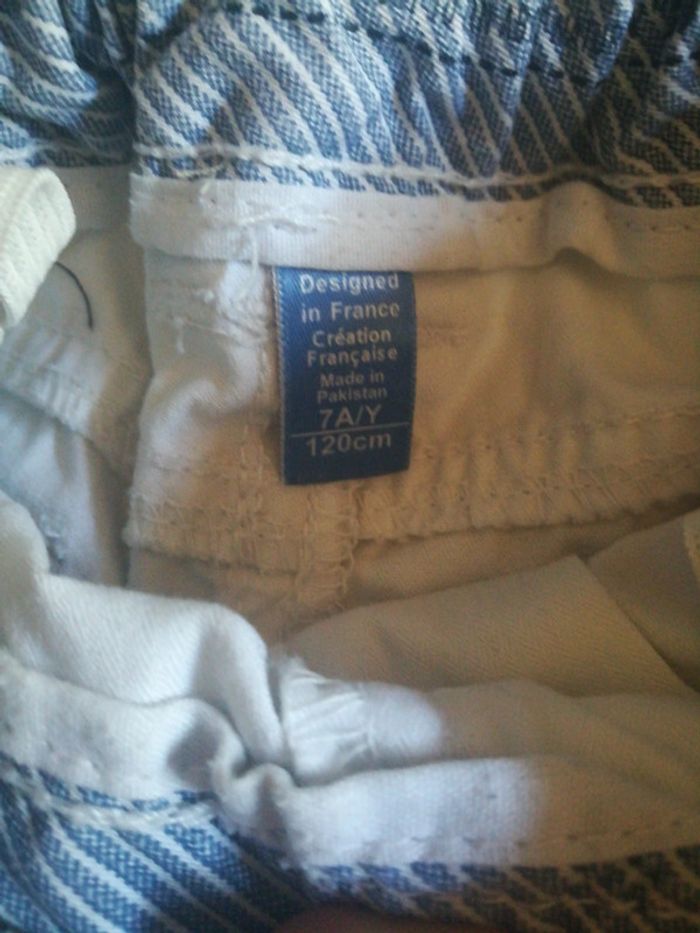 Designed
in France
Création
Française
Made in
Pakistan
7A/Y
120cm